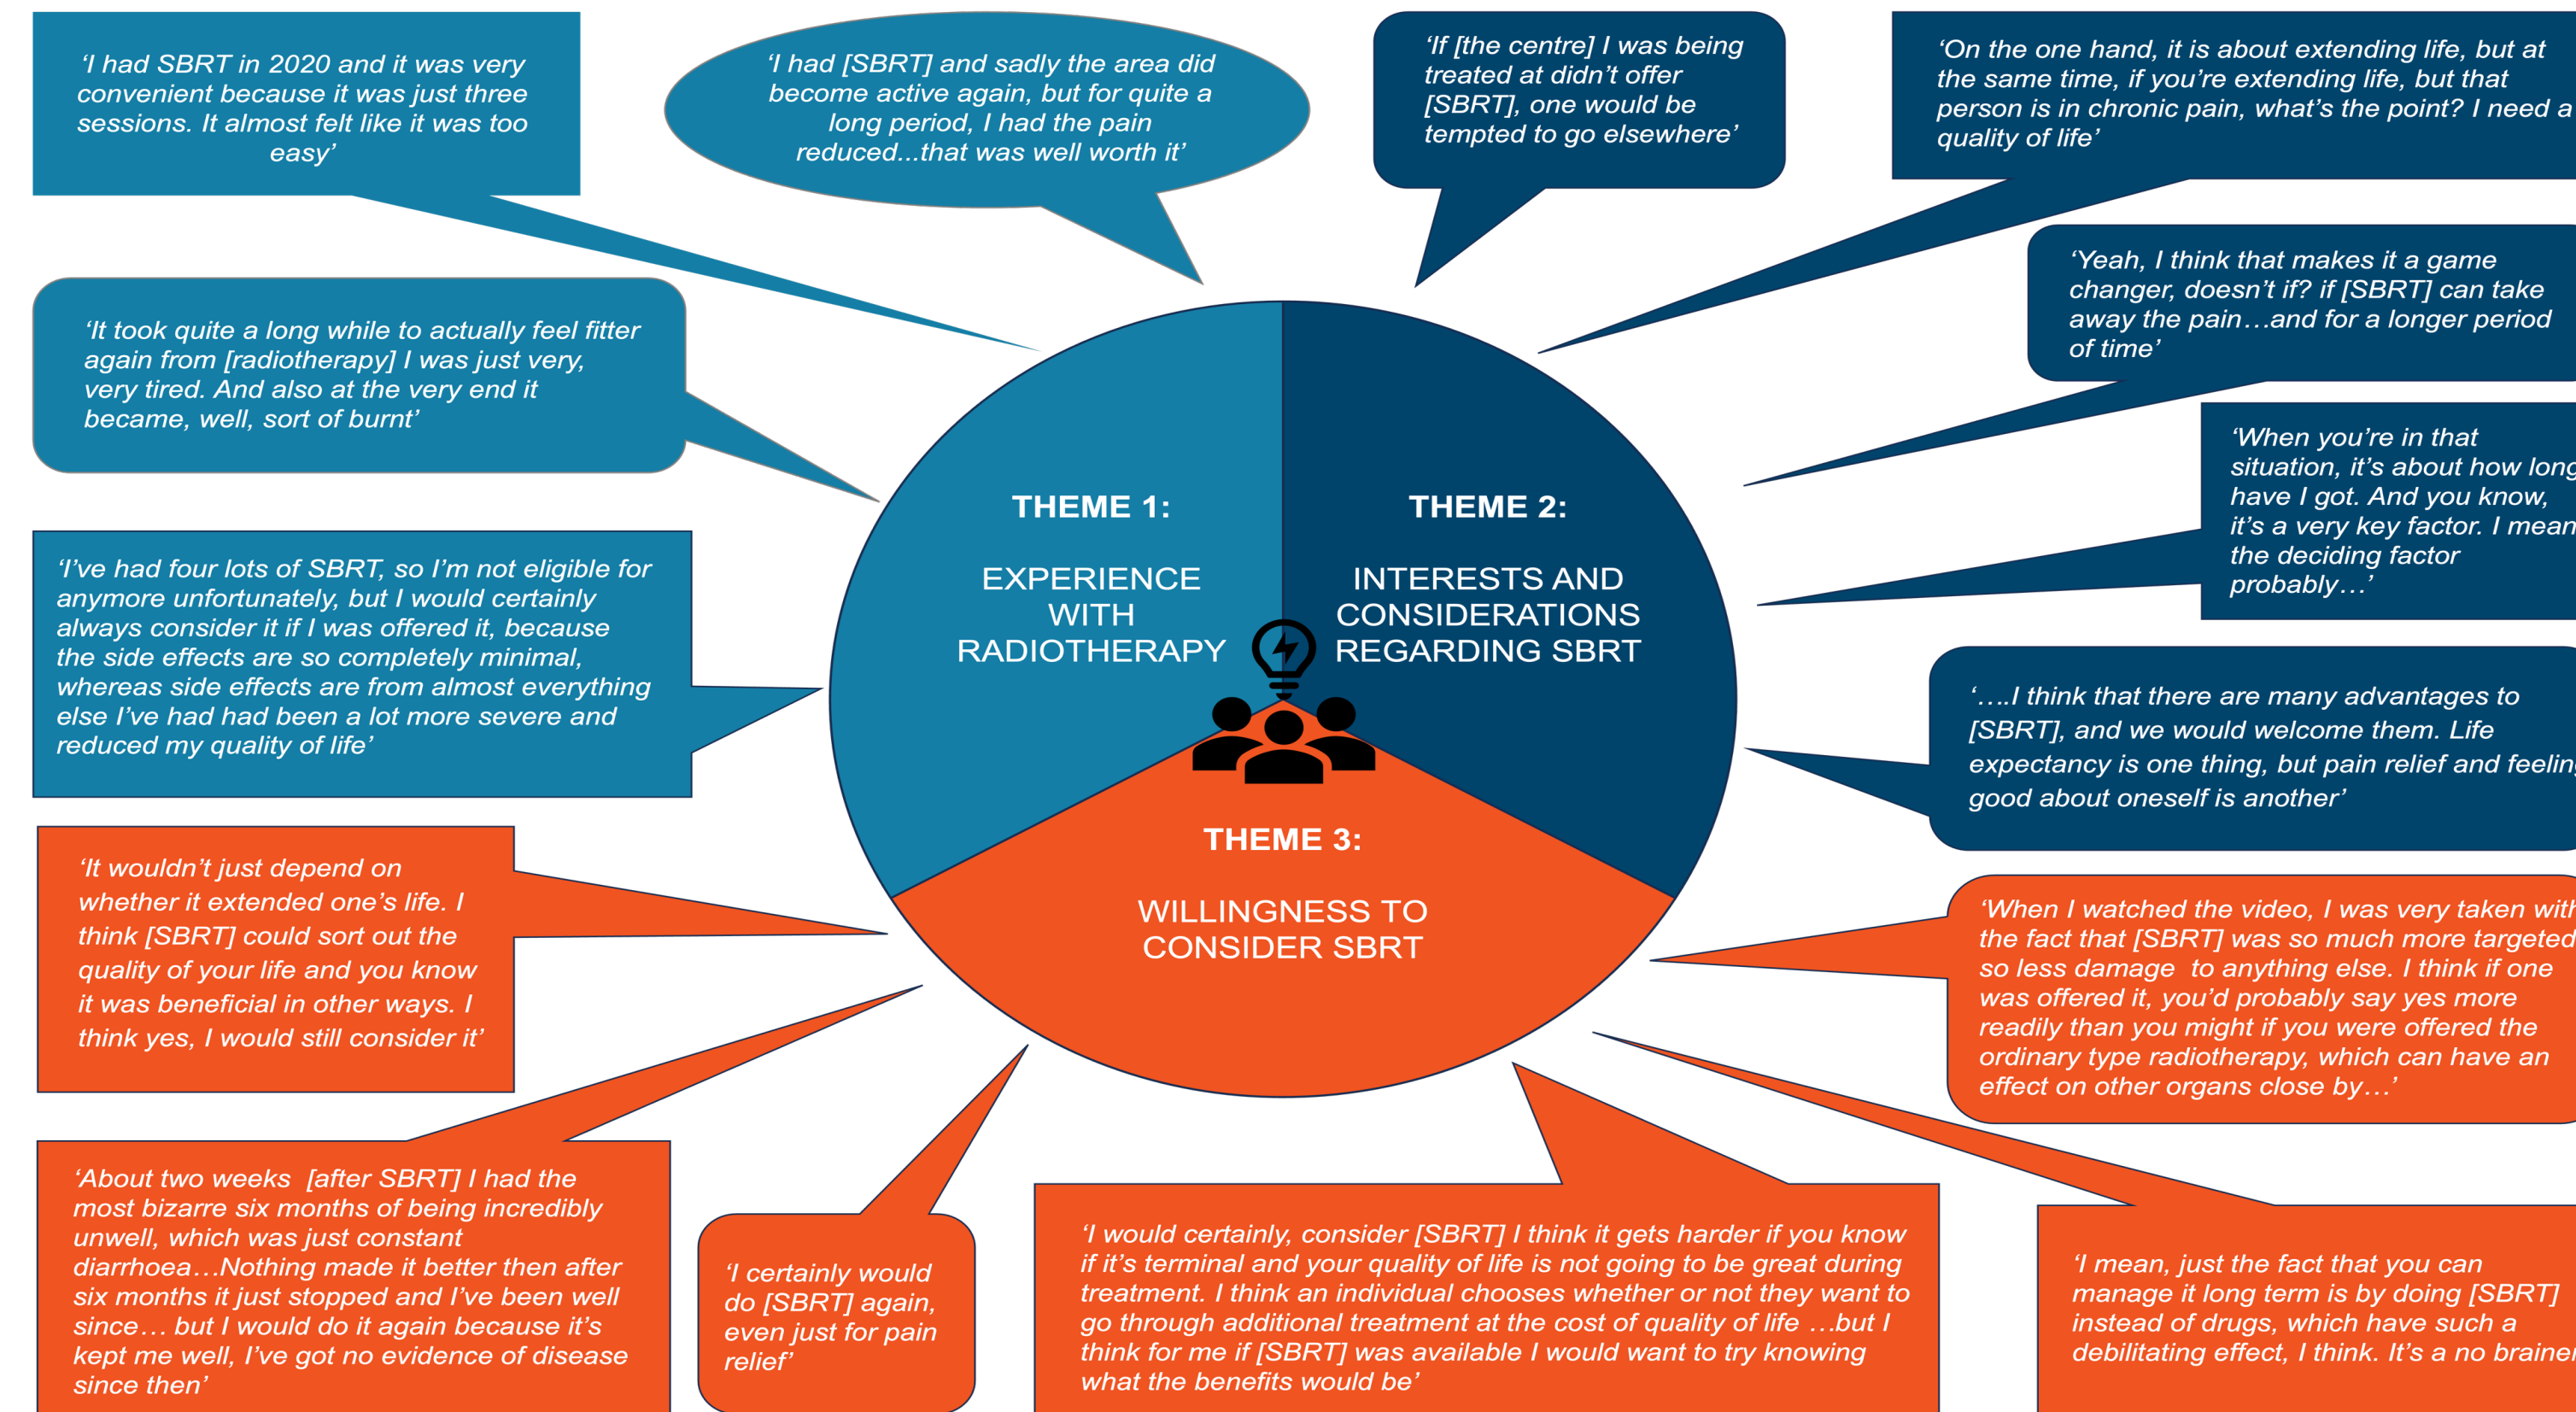 ‘I had SBRT in 2020 and it was very
convenient because it was just three
sessions. It almost felt like it was too
easy’
‘I had [SBRT] and sadly the area did
become active again, but for quite a
long period, I had the pain
reduced...that was well worth it’
‘If [the centre] I was being
treated at didn’t offer
[SBRT], one would be
tempted to go elsewhere’
‘On the one hand, it is about extending life, but at
the same time, if you’re extending life, but that
person is in chronic pain, what’s the point? I need a
quality of life’
‘Yeah, I think that makes it a game
changer, doesn’t if? if [SBRT] can take
away the pain…and for a longer period
of time’
‘It took quite a long while to actually feel fitter
again from [radiotherapy] I was just very,
very tired. And also at the very end it
became, well, sort of burnt’
‘When you’re in that
situation, it’s about how long
have I got. And you know,
it’s a very key factor. I mean
the deciding factor
probably…’
THEME 1:
EXPERIENCE
WITH
RADIOTHERAPY
THEME 2:
INTERESTS AND
CONSIDERATIONS
REGARDING SBRT
‘I’ve had four lots of SBRT, so I’m not eligible for
anymore unfortunately, but I would certainly
always consider it if I was offered it, because
the side effects are so completely minimal,
whereas side effects are from almost everything
else I’ve had had been a lot more severe and
reduced my quality of life’
‘….I think that there are many advantages to
[SBRT], and we would welcome them. Life
expectancy is one thing, but pain relief and feeling
good about oneself is another’
THEME 3:
WILLINGNESS TO
CONSIDER SBRT
‘It wouldn’t just depend on
whether it extended one’s life. I
think [SBRT] could sort out the
quality of your life and you know
it was beneficial in other ways. I
think yes, I would still consider it’
‘When I watched the video, I was very taken with
the fact that [SBRT] was so much more targeted
so less damage  to anything else. I think if one
was offered it, you’d probably say yes more
readily than you might if you were offered the
ordinary type radiotherapy, which can have an
effect on other organs close by…’
‘About two weeks  [after SBRT] I had the
most bizarre six months of being incredibly
unwell, which was just constant
diarrhoea…Nothing made it better then after
six months it just stopped and I’ve been well
since… but I would do it again because it’s
kept me well, I’ve got no evidence of disease
since then’
‘I certainly would
do [SBRT] again,
even just for pain
relief’
‘I would certainly, consider [SBRT] I think it gets harder if you know
if it’s terminal and your quality of life is not going to be great during
treatment. I think an individual chooses whether or not they want to
go through additional treatment at the cost of quality of life …but I
think for me if [SBRT] was available I would want to try knowing
what the benefits would be’
‘I mean, just the fact that you can
manage it long term is by doing [SBRT]
instead of drugs, which have such a
debilitating effect, I think. It’s a no brainer